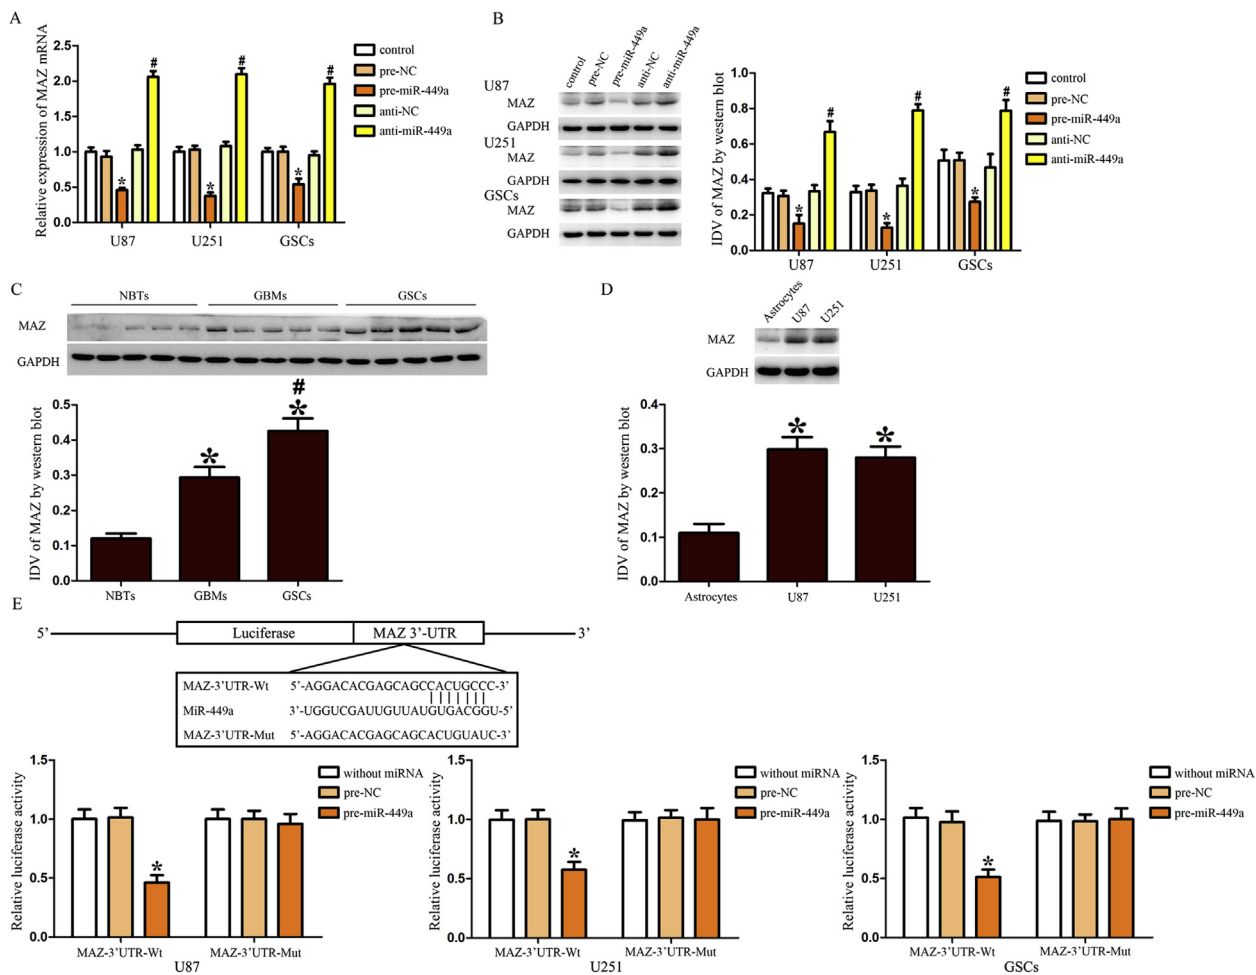 A
Relative expression of MAZ mRNA
2.5
2.0
1.5
1.0
0.5
0.0
* # * # * #
U87 U251 GSCs
control
pre-NC
pre-miR-449a
anti-NC
anti-miR-449a
B
control pre-NC pre-miR-449a anti-NC anti-miR-449a
U87
MAZ
GAPDH
U251
MAZ
GAPDH
GSCs
MAZ
GAPDH
IDV of MAZ by western blot
1.0
0.8
0.6
0.4
0.2
0.0
* # * # * #
U87 U251 GSCs
control
pre-NC
pre-miR-449a
anti-NC
anti-miR-449a
C
NBTs GBMs GSCs
MAZ
GAPDH
IDV of MAZ by western blot
0.5
0.4
0.3
0.2
0.1
0.0
* # *
NBTs GBMs GSCs
D
Astrocytes U87 U251
MAZ
GAPDH
IDV of MAZ by western blot
0.4
0.3
0.2
0.1
0.0
* *
Astrocytes U87 U251
E
5' Luciferase MAZ 3'-UTR 3'
MAZ-3'UTR-Wt 5'-AGGACACGAGCAGCCACUGCCC-3'
MiR-449a 3'-UGGUCGAUUGUUAUGUGACGGU-5'
MAZ-3'UTR-Mut 5'-AGGACACGAGCAGCACUGUAUC-3'
Relative luciferase activity
1.5
1.0
0.5
0.0
*
MAZ-3'UTR-Wt MAZ-3'UTR-Mut
U87
without miRNA
pre-NC
pre-miR-449a
Relative luciferase activity
1.5
1.0
0.5
0.0
*
MAZ-3'UTR-Wt MAZ-3'UTR-Mut
U251
without miRNA
pre-NC
pre-miR-449a
Relative luciferase activity
1.5
1.0
0.5
0.0
*
MAZ-3'UTR-Wt MAZ-3'UTR-Mut
GSCs
without miRNA
pre-NC
pre-miR-449a